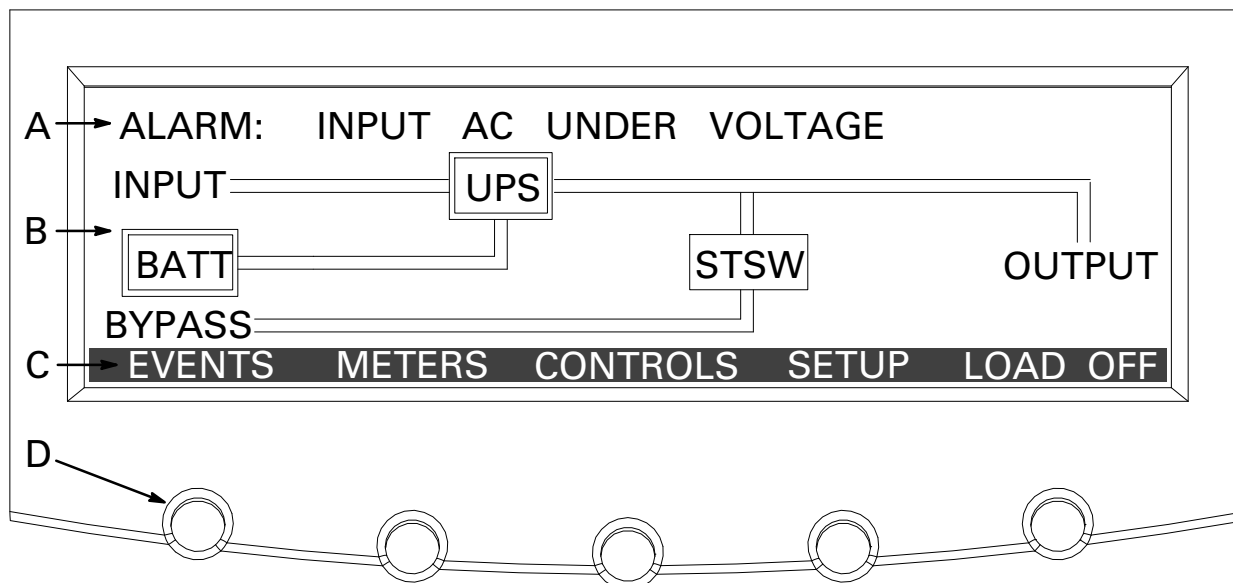 A ALARM: INPUT AC UNDER VOLTAGE
INPUT UPS
B
BATT STSW OUTPUT
BYPASS
C EVENTS METERS CONTROLS SETUP LOAD OFF
D